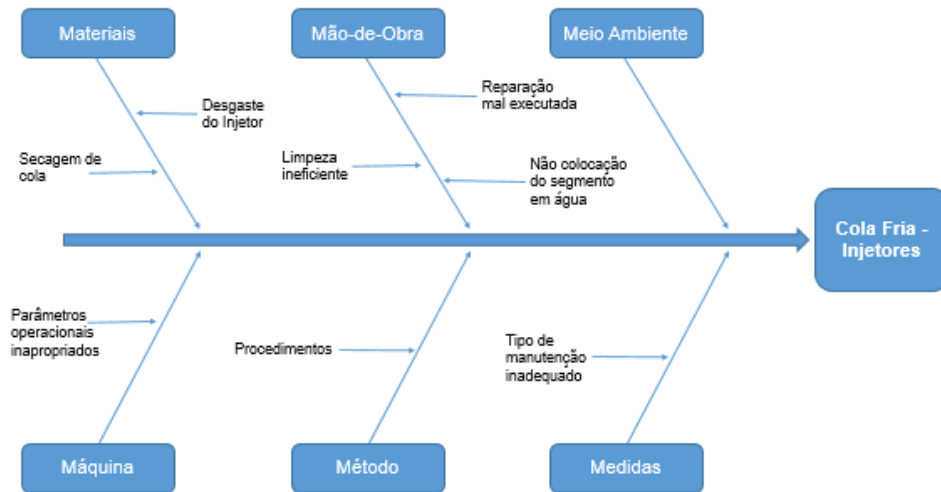 Materiais
Mão-de-Obra
Meio Ambiente
Reparação
mal executada
Desgaste
do Injetor
Secagem de
cola
Limpeza
ineficiente
Não colocação
do segmento
em água
Cola Fria -
Injetores
Parâmetros
operacionais
inapropriados
Procedimentos
Tipo de
manutenção
inadequado
Máquina
Método
Medidas